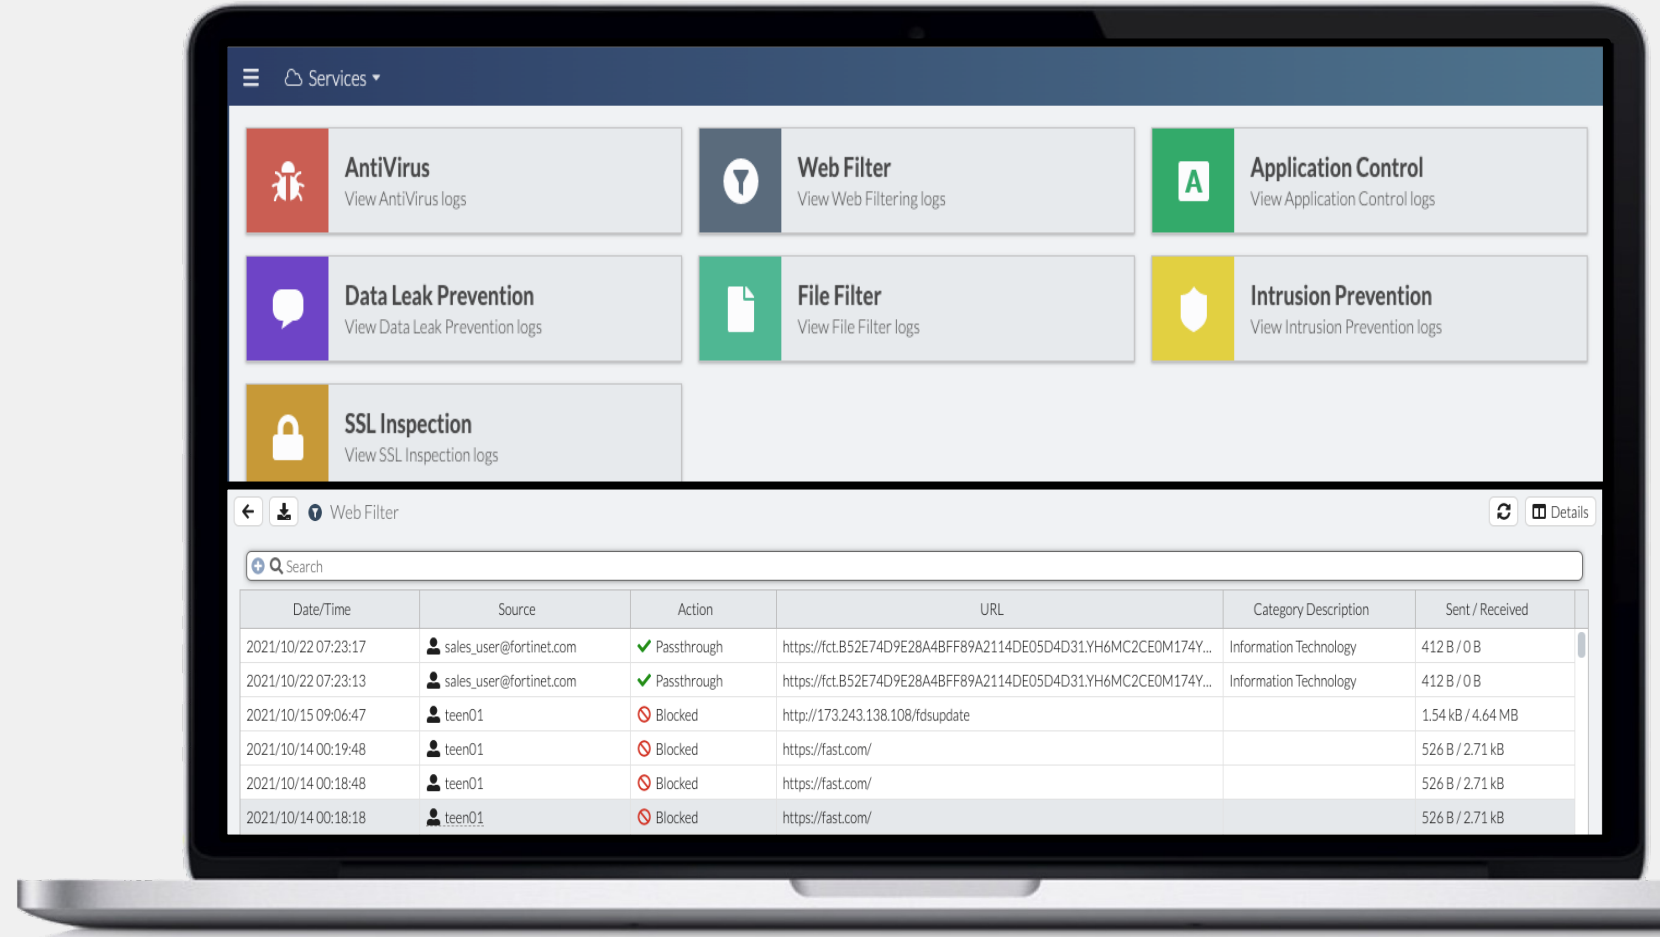 Services
AntiVirus
View AntiVirus logs
Web Filter
View Web Filtering logs
Application Control
View Application Control logs
Data Leak Prevention
View Data Leak Prevention logs
File Filter
View File Filter logs
Intrusion Prevention
View Intrusion Prevention logs
SSL Inspection
View SSL Inspection logs
Web Filter
Details
Search
Date/Time Source Action URL Category Description Sent / Received
2021/10/22 07:23:17 sales_user@fortinet.com Passthrough https://fct.B52E74D9E28A4BFF89A2114DE05D4D31.YH6MC2CE0M174Y... Information Technology 412 B / 0 B
2021/10/22 07:23:13 sales_user@fortinet.com Passthrough https://fct.B52E74D9E28A4BFF89A2114DE05D4D31.YH6MC2CE0M174Y... Information Technology 412 B / 0 B
2021/10/15 09:06:47 teen01 Blocked http://173.243.138.108/fdsupdate 1.54 kB / 4.64 MB
2021/10/14 00:19:48 teen01 Blocked https://fast.com/ 526 B / 2.71 kB
2021/10/14 00:18:48 teen01 Blocked https://fast.com/ 526 B / 2.71 kB
2021/10/14 00:18:18 teen01 Blocked https://fast.com/ 526 B / 2.71 kB